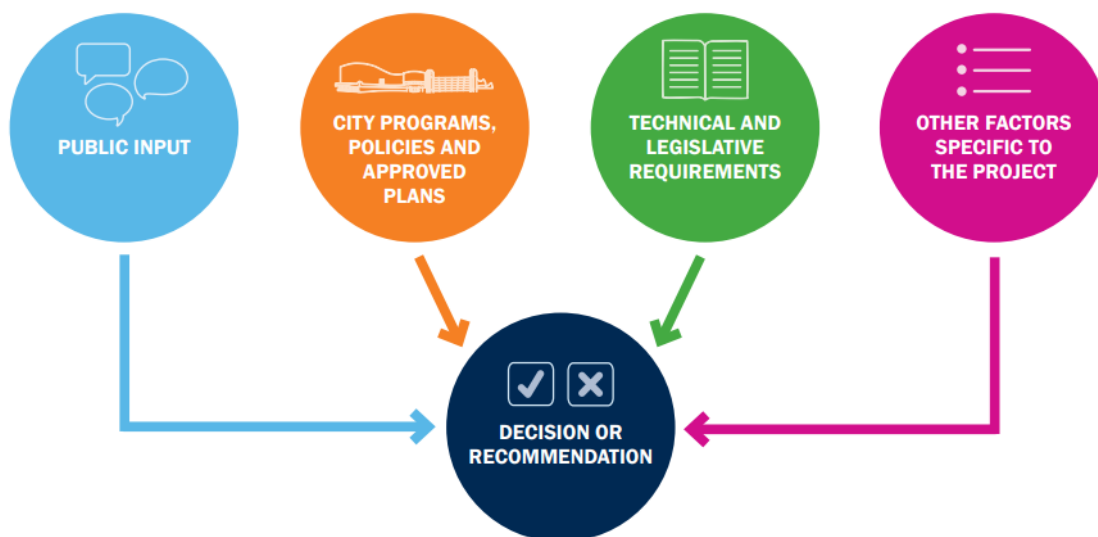 PUBLIC INPUT
CITY PROGRAMS,
POLICIES AND
APPROVED
PLANS
TECHNICAL AND
LEGISLATIVE
REQUIREMENTS
OTHER FACTORS
SPECIFIC TO
THE PROJECT
DECISION OR
RECOMMENDATION